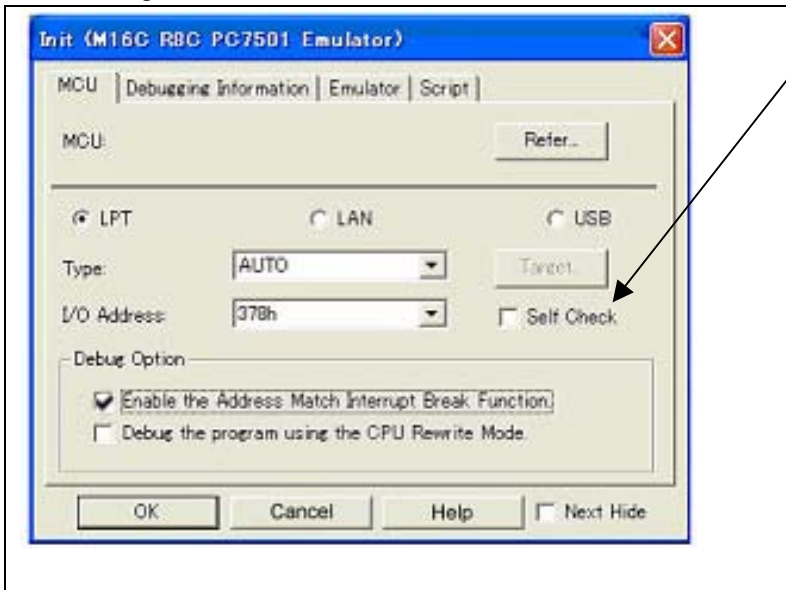 Init (M16C R8C PC7501 Emulator)
MCU Debugging Information Emulator Script
MCU: Refer...
LPT LAN USB
Type: AUTO Target...
I/O Address: 378h Self Check
Debug Option
Enable the Address Match Interrupt Break Function.
Debug the program using the CPU Rewrite Mode.
OK Cancel Help Next Hide